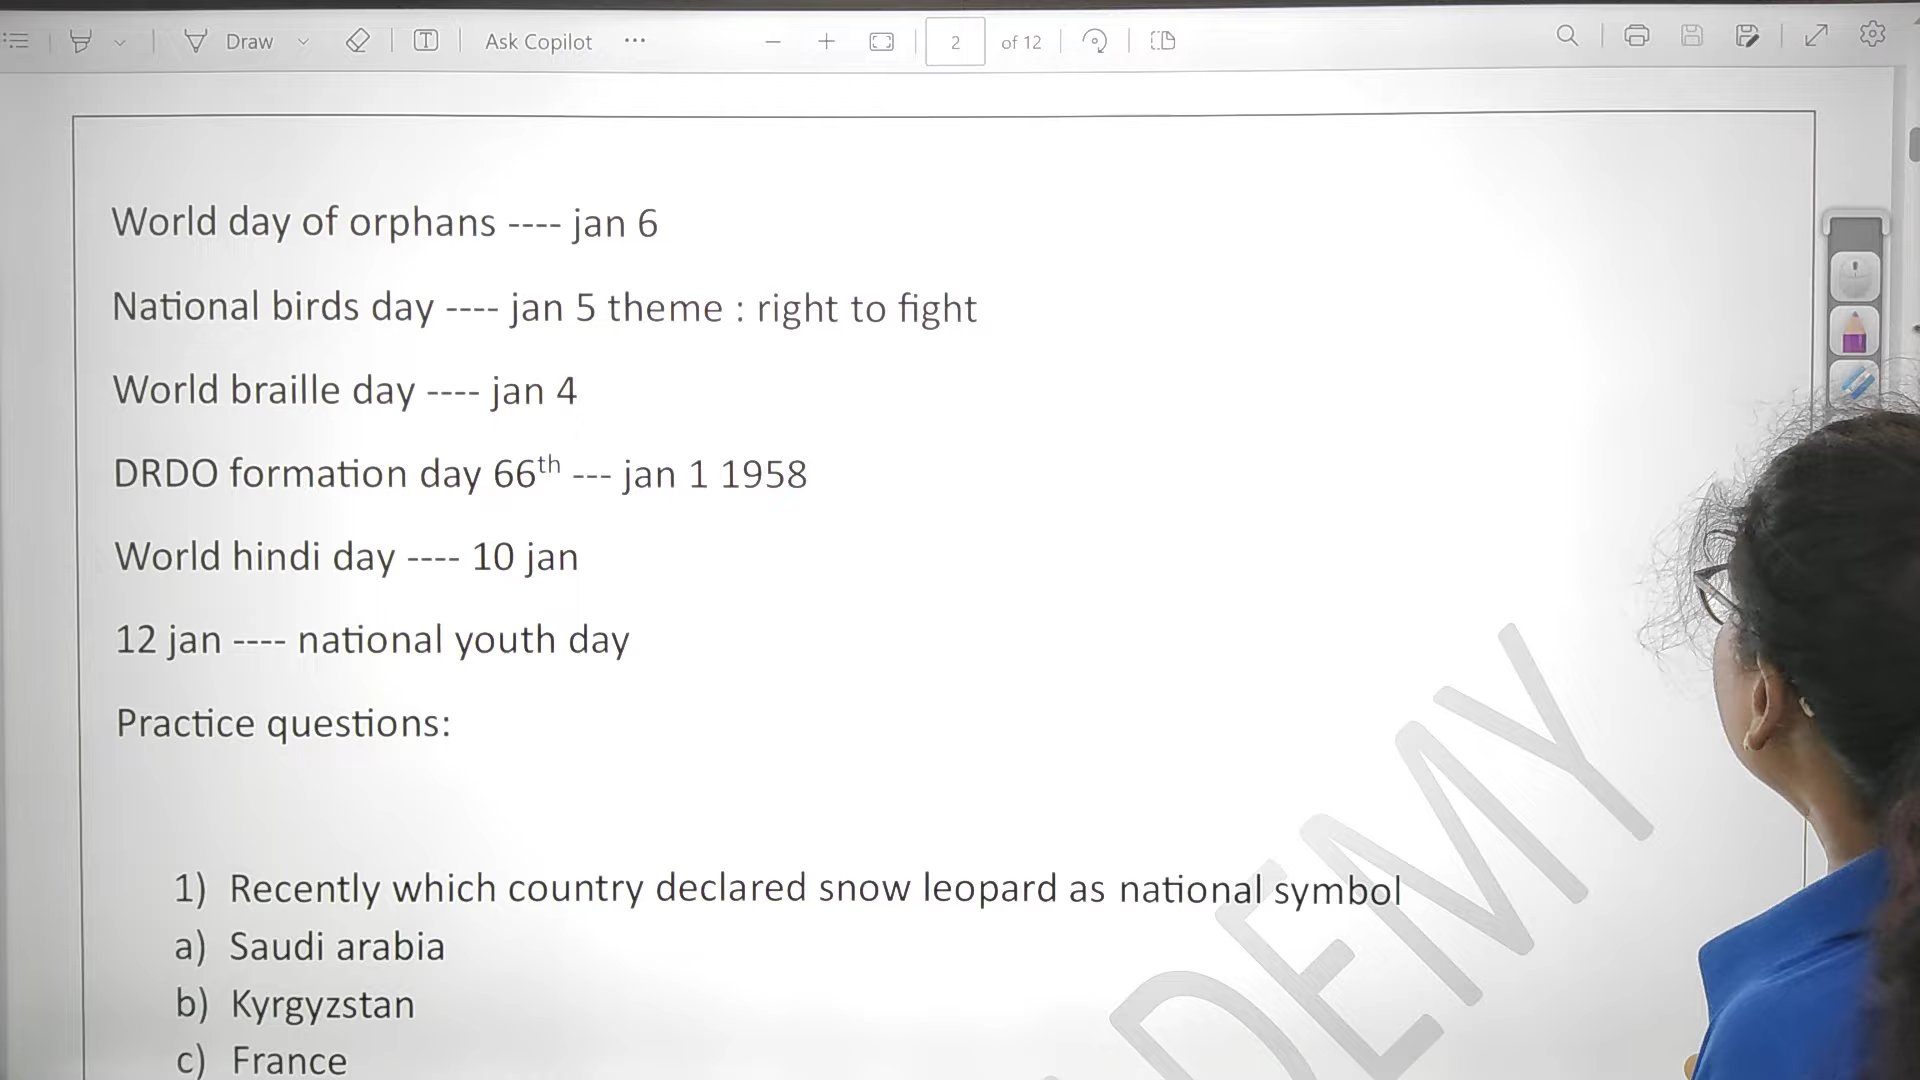 Draw
Ask Copilot
2 of 12
World day of orphans ---- jan 6
National birds day ---- jan 5 theme : right to fight
World braille day ---- jan 4
DRDO formation day 66th --- jan 1 1958
World hindi day ---- 10 jan
12 jan ---- national youth day
Practice questions:
1) Recently which country declared snow leopard as national symbol
a) Saudi arabia
b) Kyrgyzstan
c) France
DEMY